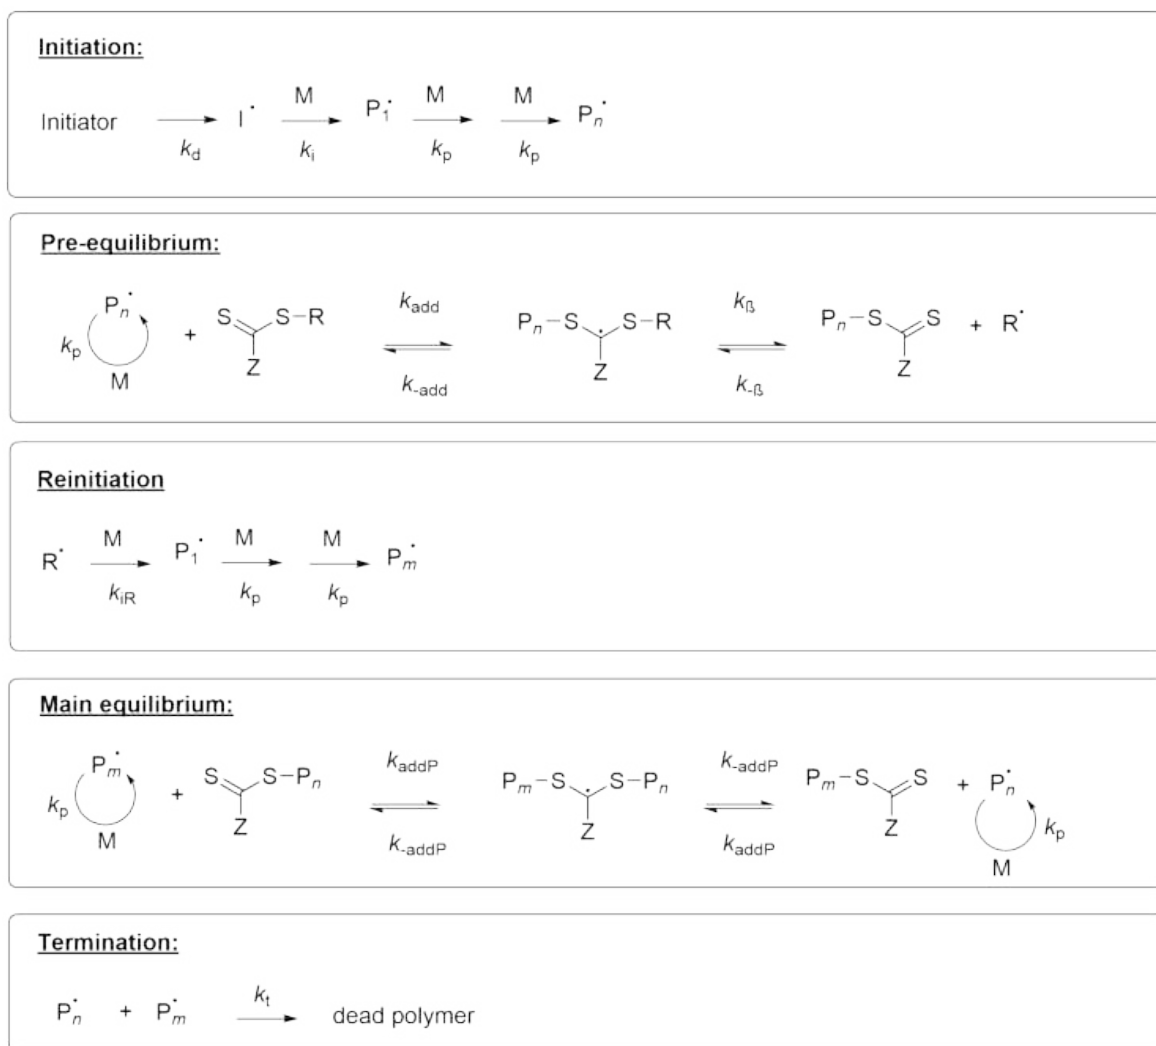 Initiation:
M M M
Initiator I• P1• Pn•
kd ki kp kp
Pre-equilibrium:
Pn• kadd kβ
S S–R Pn–S S–R Pn–S S
kp + • + R•
M Z k-add Z k-β Z
Reinitiation
M M M
R• P1• Pm•
kiR kp kp
Main equilibrium:
Pm• kaddP k-addP
S S–Pn Pm–S S–Pn Pm–S S + Pn•
kp + • kp
M Z k-addP Z kaddP Z M
Termination:
kt
Pn• + Pm• dead polymer